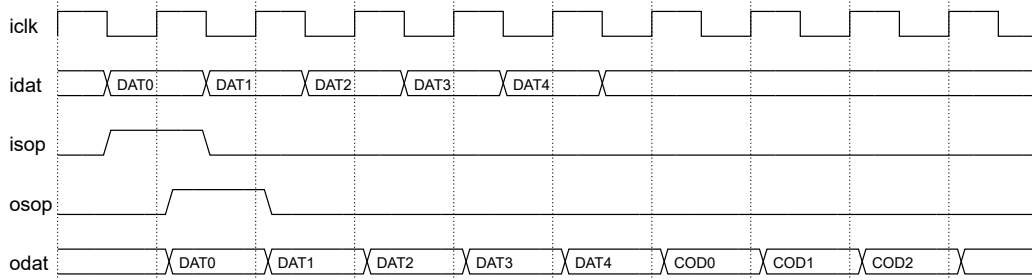 iclk
idat DAT0 DAT1 DAT2 DAT3 DAT4
isop
osop
odat DAT0 DAT1 DAT2 DAT3 DAT4 COD0 COD1 COD2